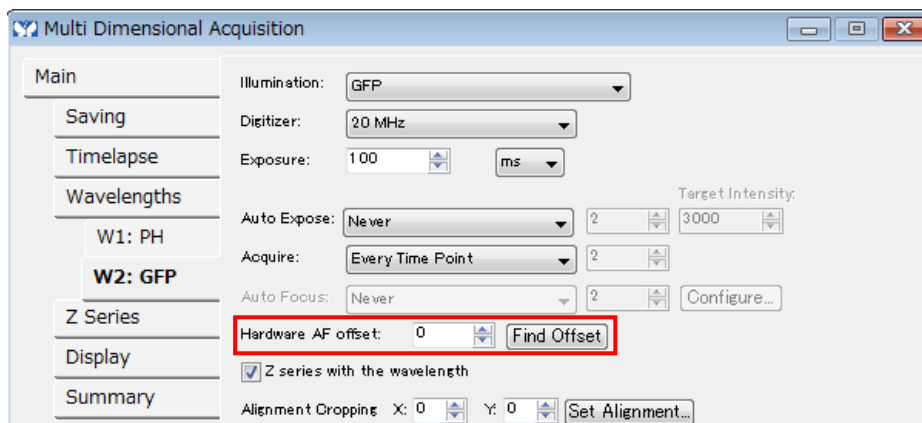 Multi Dimensional Acquisition
Main
Saving
Timelapse
Wavelengths
W1: PH
W2: GFP
Z Series
Display
Summary
Illumination: GFP
Digitizer: 20 MHz
Exposure: 100 ms
Target Intensity:
Auto Expose: Never 2 3000
Acquire: Every Time Point 2
Auto Focus: Never 2 Configure...
Hardware AF offset: 0 Find Offset
Z series with the wavelength
Alignment Cropping X: 0 Y: 0 Set Alignment...